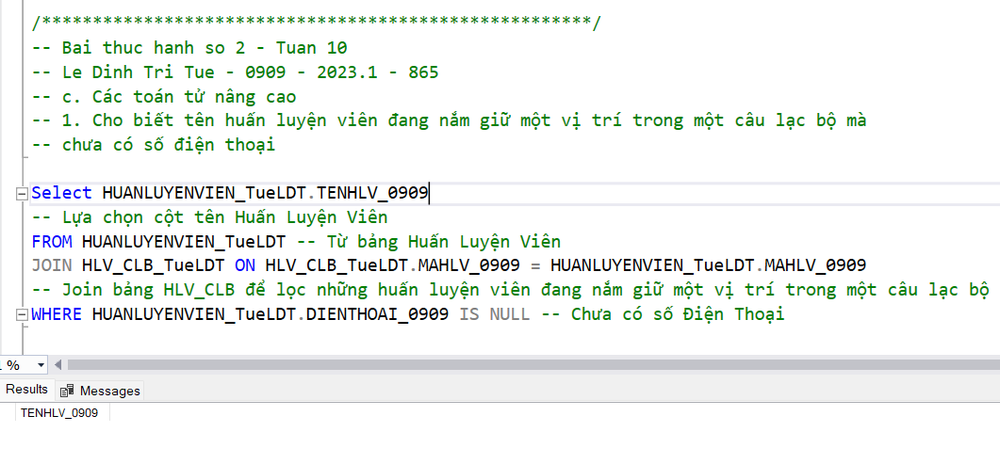 /******************************************************/
-- Bai thuc hanh so 2 - Tuan 10
-- Le Dinh Tri Tue - 0909 - 2023.1 - 865
-- c. Các toán tử nâng cao
-- 1. Cho biết tên huấn luyện viên đang nắm giữ một vị trí trong một câu lạc bộ mà
-- chưa có số điện thoại
Select HUANLUYENVIEN_TueLDT.TENHLV_0909
-- Lựa chọn cột tên Huấn Luyện Viên
FROM HUANLUYENVIEN_TueLDT -- Từ bảng Huấn Luyện Viên
JOIN HLV_CLB_TueLDT ON HLV_CLB_TueLDT.MAHLV_0909 = HUANLUYENVIEN_TueLDT.MAHLV_0909
-- Join bảng HLV_CLB để lọc những huấn luyện viên đang nắm giữ một vị trí trong một câu lạc bộ
WHERE HUANLUYENVIEN_TueLDT.DIENTHOAI_0909 IS NULL -- Chưa có số Điện Thoại
%
Results Messages
TENHLV_0909